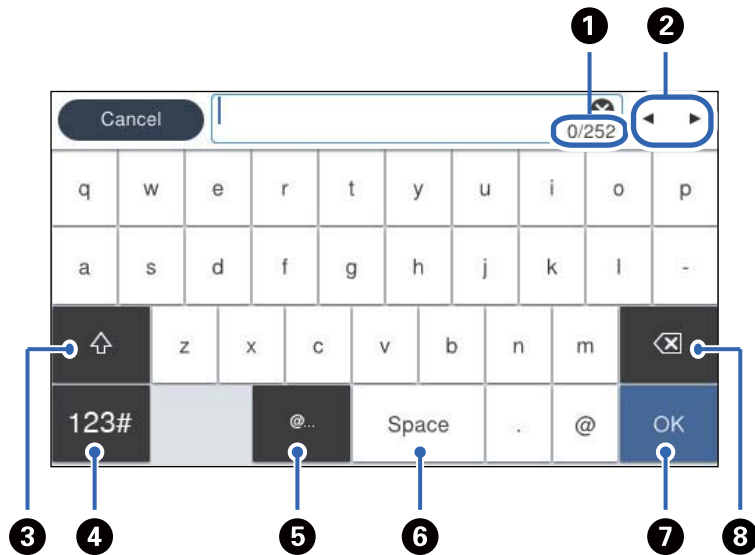 1 2
Cancel 0/252
q w e r t y u i o p
a s d f g h j k l -
z x c v b n m
123# @... Space . @ OK
3 4 5 6 7 8